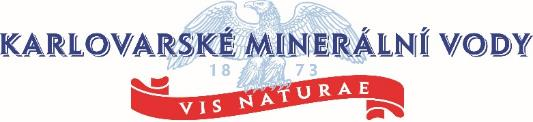 KARLOVARSKÉ MINERÁLNÍ VODY
18 73
VIS NATURAE